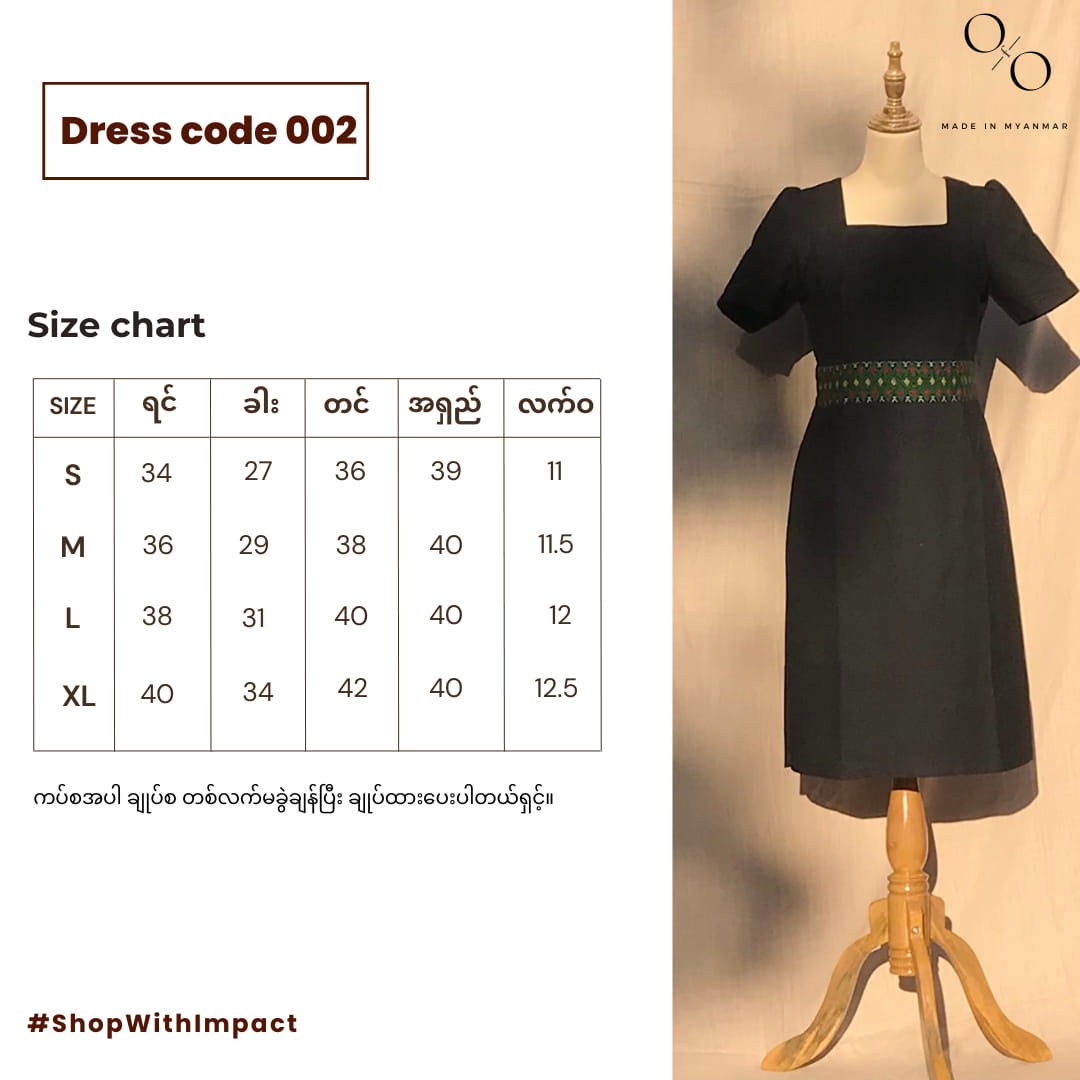 Dress code 002
OfO
MADE IN MYANMAR
Size chart
SIZE ရင် ခါး တင် အရှည် လက်ဝ
S 34 27 36 39 11
M 36 29 38 40 11.5
L 38 31 40 40 12
XL 40 34 42 40 12.5
ကပ်စအပါ ချုပ်စ တစ်လက်မခွဲချန်ပြီး ချုပ်ထားပေးပါတယ်ရှင့်။
#ShopWithImpact